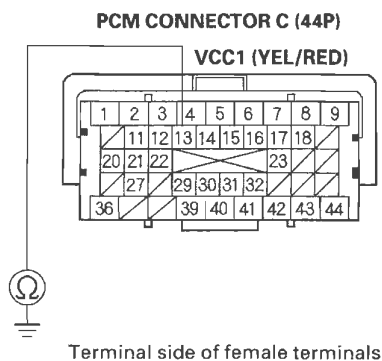 PCM CONNECTOR C (44P)
VCC1 (YEL/RED)
1 2 3 4 5 6 7 8 9
11 12 13 14 15 16 17 18
20 21 22 23
27 29 30 31 32
36 39 40 41 42 43 44
Ω
Terminal side of female terminals